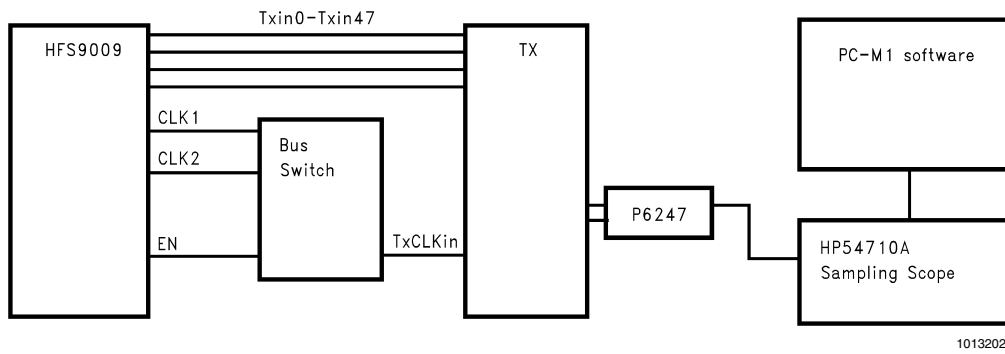 Txin0-Txin47
HFS9009
TX
PC-M1 software
CLK1
Bus
Switch
CLK2
P6247
EN
TxCLKin
HP54710A
Sampling Scope
1013202